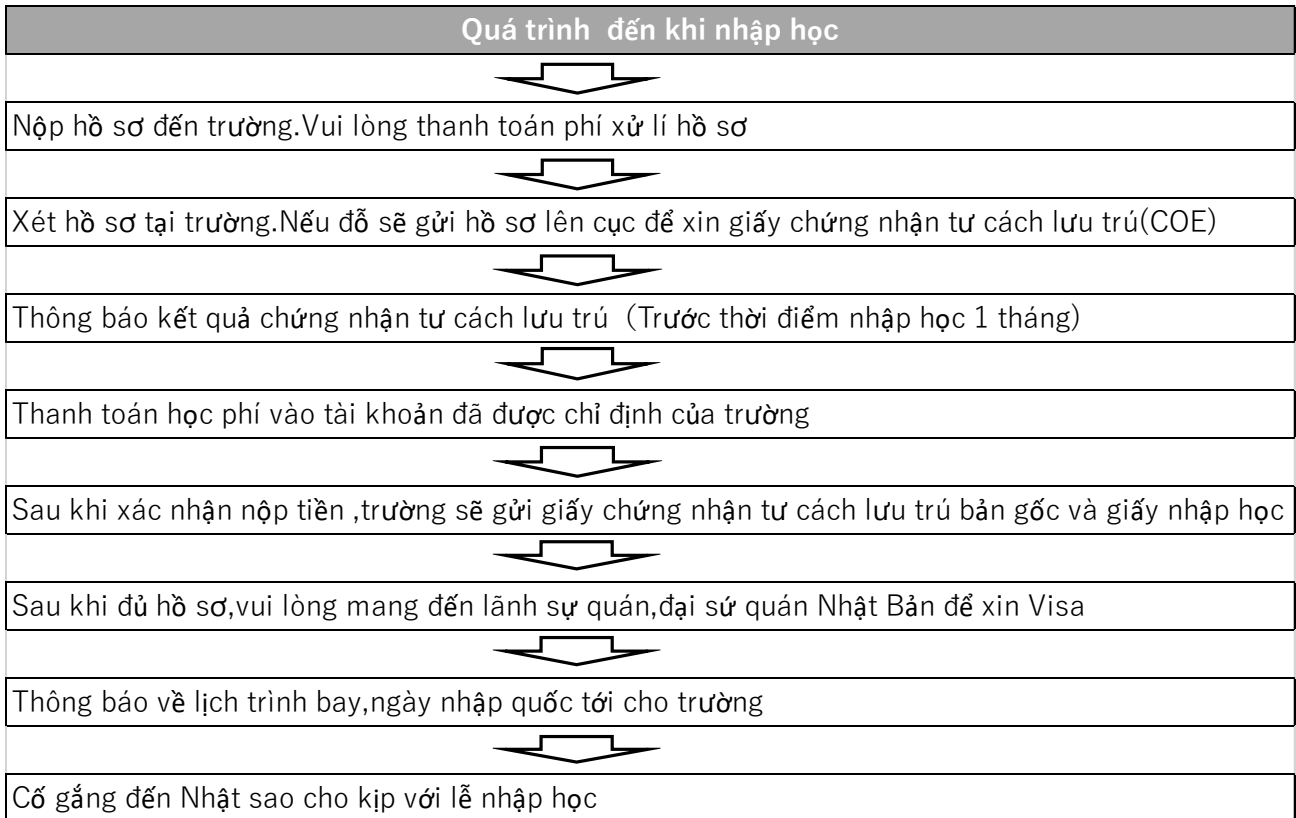 Quá trình đến khi nhập học
Nộp hồ sơ đến trường.Vui lòng thanh toán phí xử lí hồ sơ
Xét hồ sơ tại trường.Nếu đỗ sẽ gửi hồ sơ lên cục để xin giấy chứng nhận tư cách lưu trú(COE)
Thông báo kết quả chứng nhận tư cách lưu trú（Trước thời điểm nhập học 1 tháng)
Thanh toán học phí vào tài khoản đã được chỉ định của trường
Sau khi xác nhận nộp tiền ,trường sẽ gửi giấy chứng nhận tư cách lưu trú bản gốc và giấy nhập học
Sau khi đủ hồ sơ,vui lòng mang đến lãnh sự quán,đại sứ quán Nhật Bản để xin Visa
Thông báo về lịch trình bay,ngày nhập quốc tới cho trường
Cố gắng đến Nhật sao cho kịp với lễ nhập học